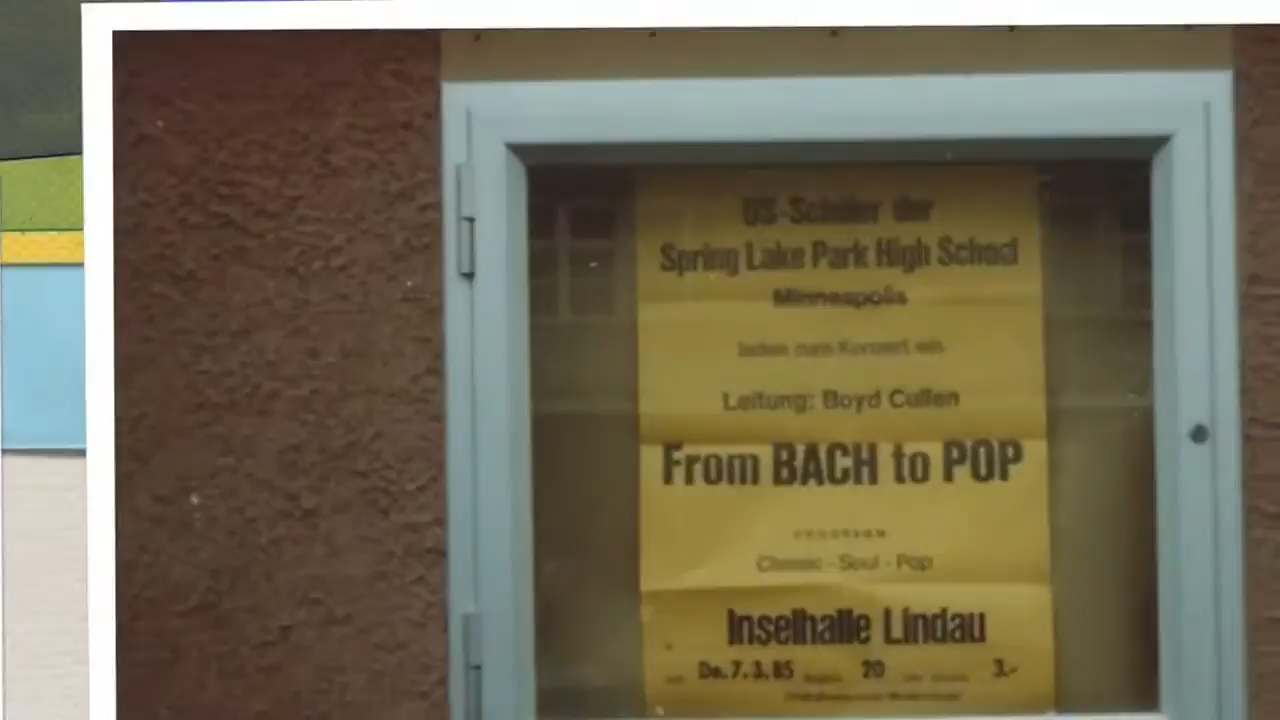 US-Schüler der
Spring Lake Park High School
Minneapolis
laden zum Konzert ein
Leitung: Boyd Cullen
From BACH to POP
Classic - Soul - Pop
Inselhalle Lindau
Do. 7. 3. 85 20 3.-